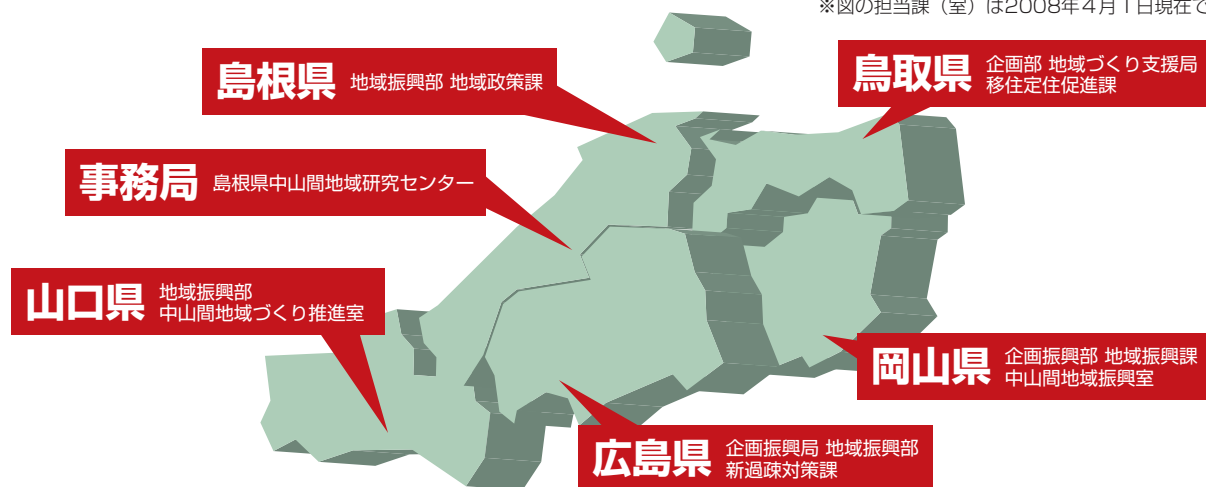 ※図の担当課（室）は2008年4月1日現在で
島根県 地域振興部 地域政策課
鳥取県 企画部 地域づくり支援局
移住定住促進課
事務局 島根県中山間地域研究センター
山口県 地域振興部
中山間地域づくり推進室
岡山県 企画振興部 地域振興課
中山間地域振興室
広島県 企画振興局 地域振興部
新過疎対策課